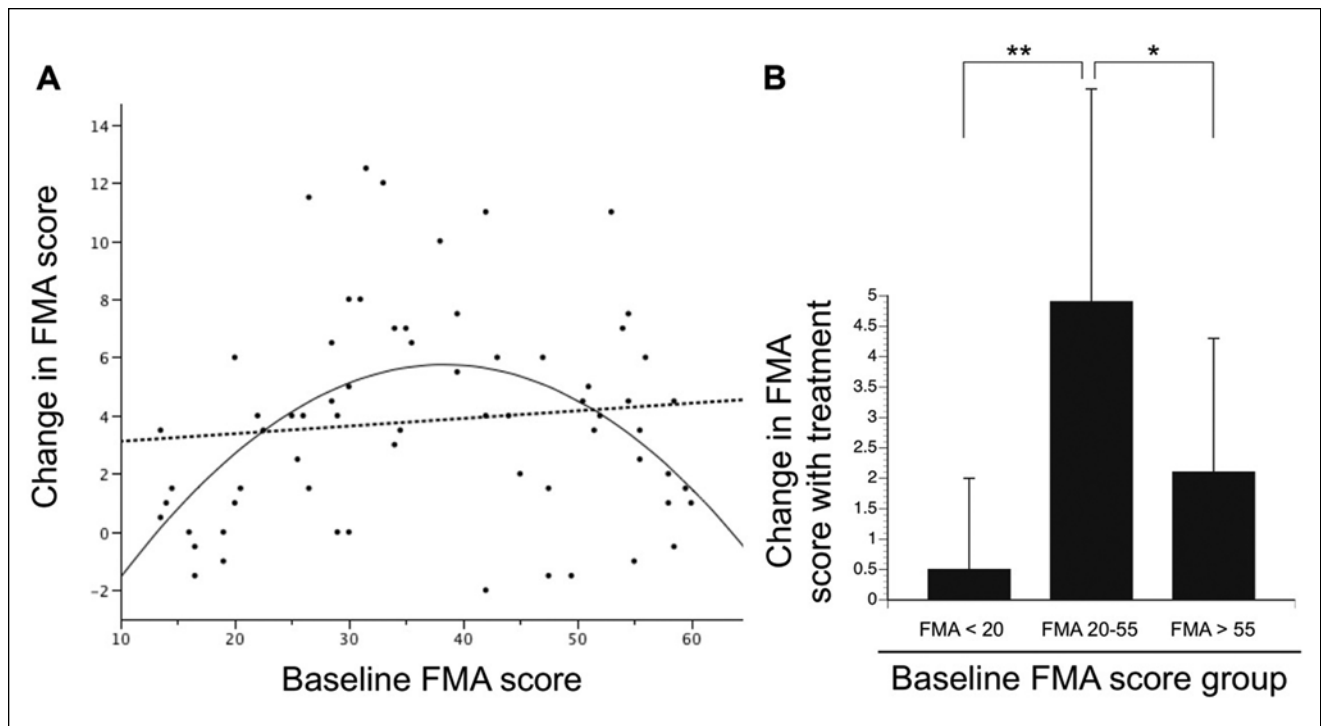 A
Change in FMA score
14
12
10
8
6
4
2
0
−2
10 20 30 40 50 60
Baseline FMA score
B
** *
Change in FMA
score with treatment
5
4.5
4
3.5
3
2.5
2
1.5
1
0.5
0
FMA < 20 FMA 20-55 FMA > 55
Baseline FMA score group